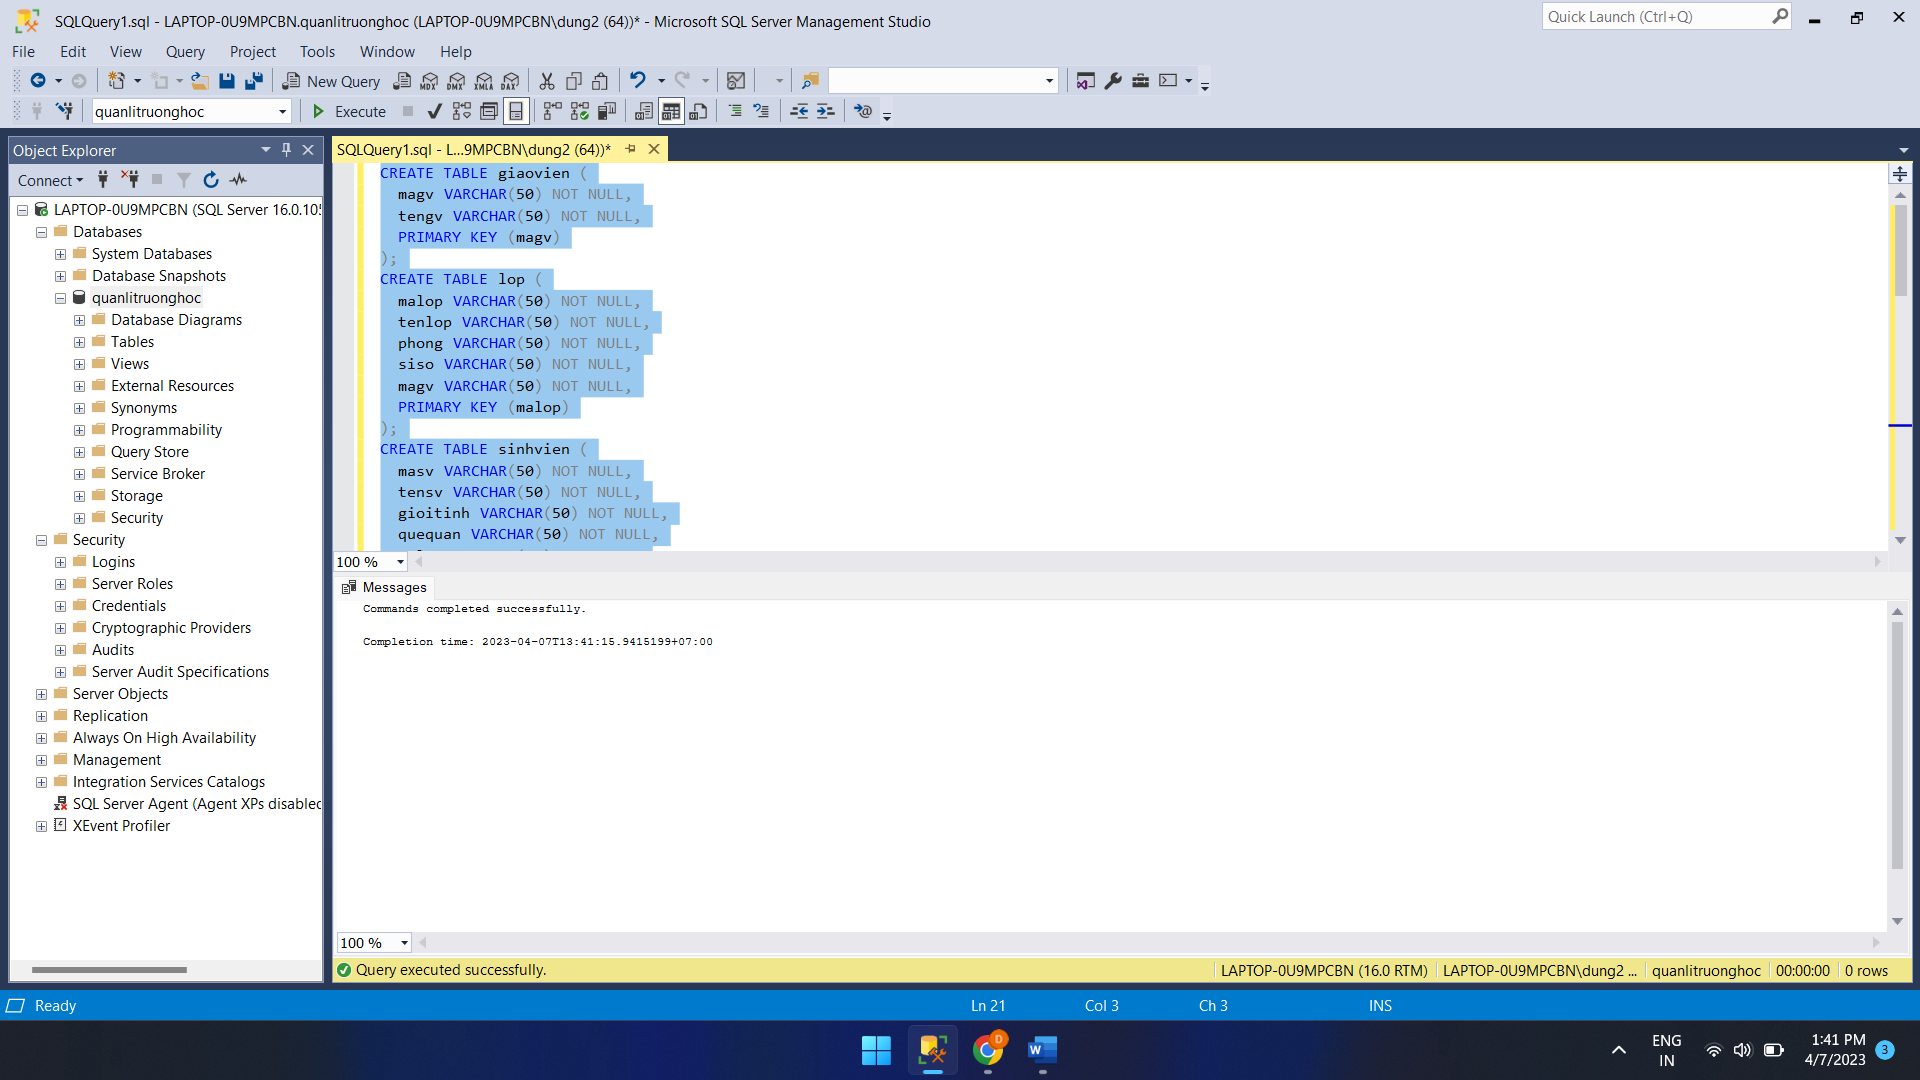 SQLQuery1.sql - LAPTOP-0U9MPCBN.quanlitruonghoc (LAPTOP-0U9MPCBN\dung2 (64))* - Microsoft SQL Server Management Studio
Quick Launch (Ctrl+Q)
File Edit View Query Project Tools Window Help
New Query
MDX DMX XMLA DAX
quanlitruonghoc
Execute
Object Explorer
Connect
LAPTOP-0U9MPCBN (SQL Server 16.0.105
Databases
System Databases
Database Snapshots
quanlitruonghoc
Database Diagrams
Tables
Views
External Resources
Synonyms
Programmability
Query Store
Service Broker
Storage
Security
Security
Logins
Server Roles
Credentials
Cryptographic Providers
Audits
Server Audit Specifications
Server Objects
Replication
Always On High Availability
Management
Integration Services Catalogs
SQL Server Agent (Agent XPs disabled
XEvent Profiler
SQLQuery1.sql - L...9MPCBN\dung2 (64))*
CREATE TABLE giaovien (
magv VARCHAR(50) NOT NULL,
tengv VARCHAR(50) NOT NULL,
PRIMARY KEY (magv)
);
CREATE TABLE lop (
malop VARCHAR(50) NOT NULL,
tenlop VARCHAR(50) NOT NULL,
phong VARCHAR(50) NOT NULL,
siso VARCHAR(50) NOT NULL,
magv VARCHAR(50) NOT NULL,
PRIMARY KEY (malop)
);
CREATE TABLE sinhvien (
masv VARCHAR(50) NOT NULL,
tensv VARCHAR(50) NOT NULL,
gioitinh VARCHAR(50) NOT NULL,
quequan VARCHAR(50) NOT NULL,
100 %
Messages
Commands completed successfully.
Completion time: 2023-04-07T13:41:15.9415199+07:00
100 %
Query executed successfully.
LAPTOP-0U9MPCBN (16.0 RTM)
LAPTOP-0U9MPCBN\dung2 ...
quanlitruonghoc
00:00:00
0 rows
Ready
Ln 21
Col 3
Ch 3
INS
D
W
ENG
IN
1:41 PM
4/7/2023
3